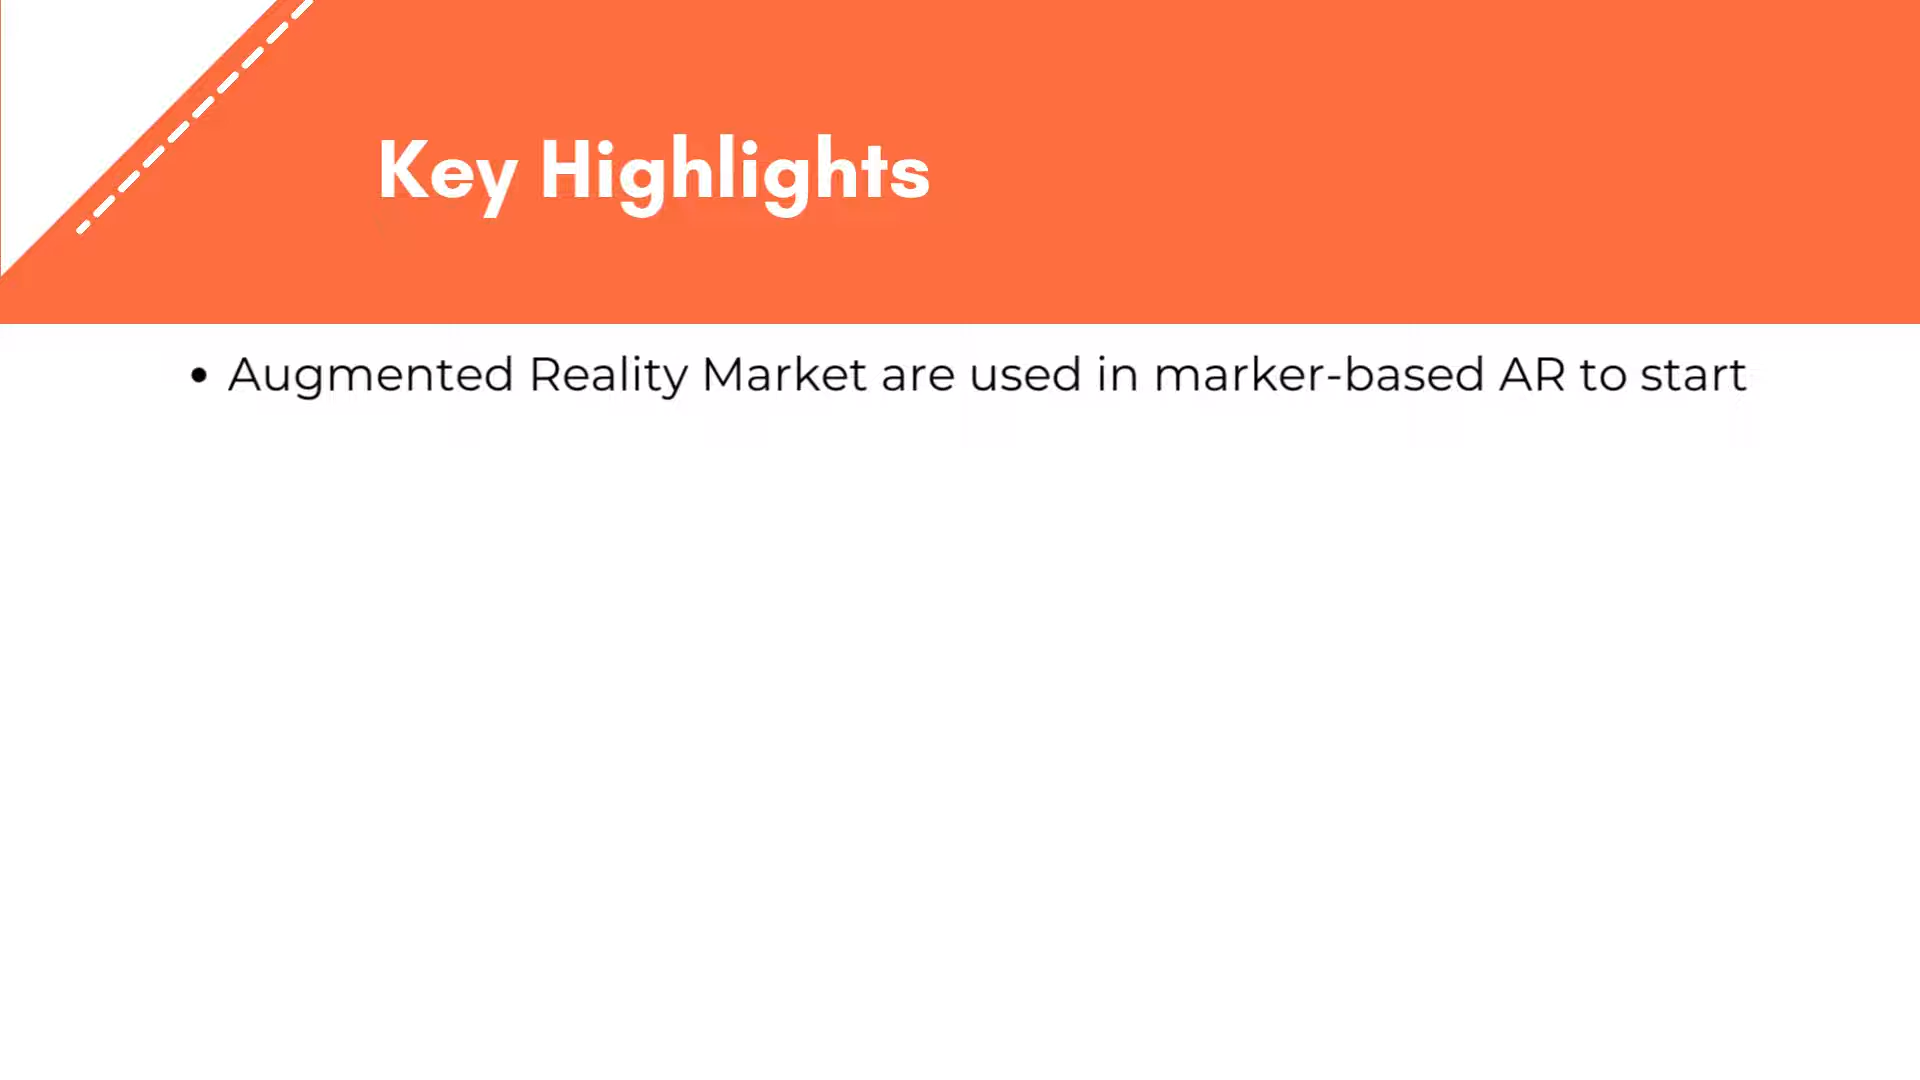 Key Highlights
• Augmented Reality Market are used in marker-based AR to start